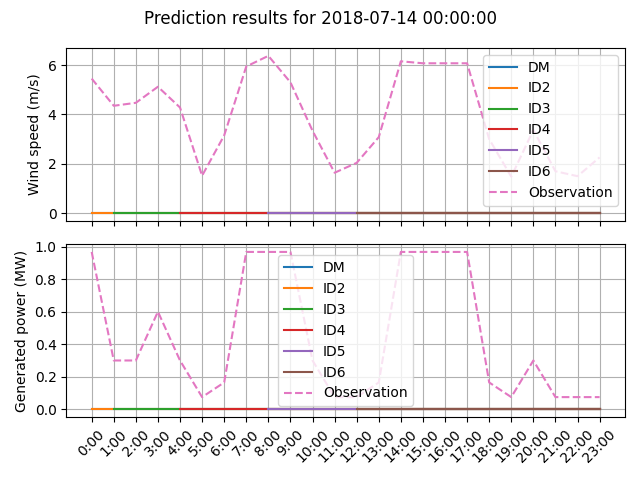 Prediction results for 2018-07-14 00:00:00
Wind speed (m/s)
6
4
2
0
DM
ID2
ID3
ID4
ID5
ID6
Observation
Generated power (MW)
1.0
0.8
0.6
0.4
0.2
0.0
DM
ID2
ID3
ID4
ID5
ID6
Observation
0:00
1:00
2:00
3:00
4:00
5:00
6:00
7:00
8:00
9:00
10:00
11:00
12:00
13:00
14:00
15:00
16:00
17:00
18:00
19:00
20:00
21:00
22:00
23:00